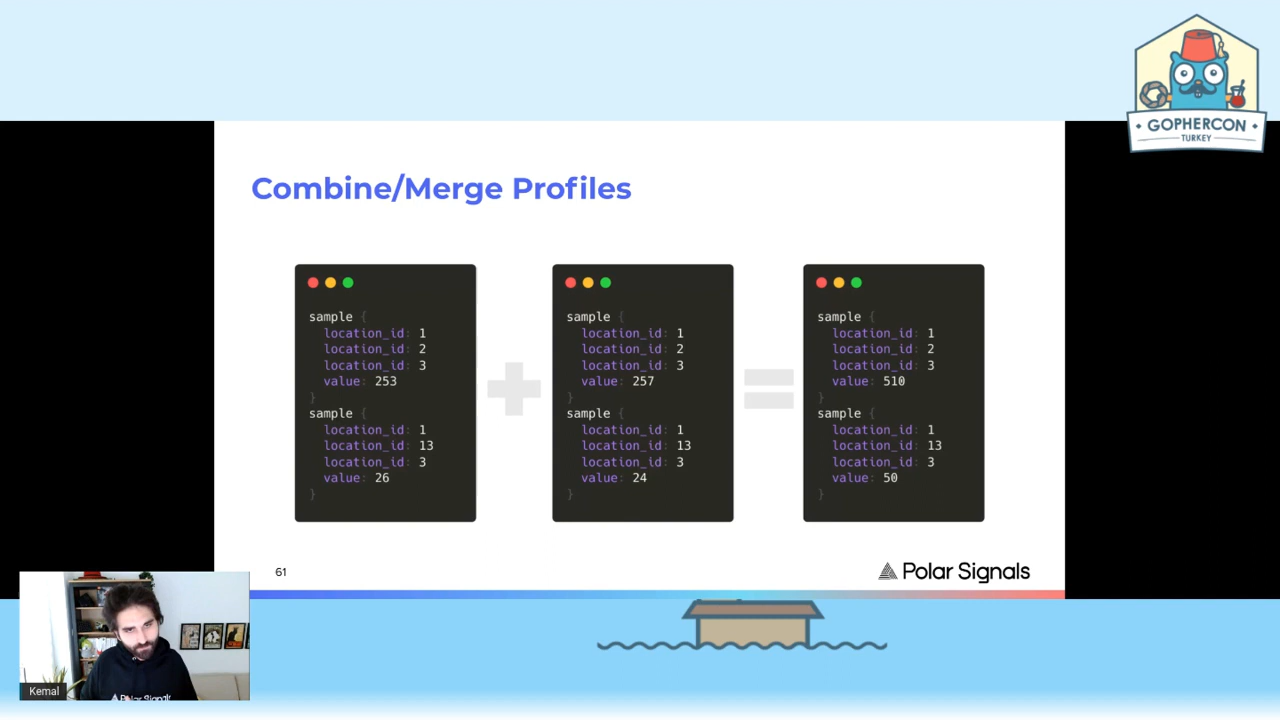 GOPHERCON
TURKEY
Combine/Merge Profiles
sample {
location_id: 1
location_id: 2
location_id: 3
value: 253
}
sample {
location_id: 1
location_id: 13
location_id: 3
value: 26
}
sample {
location_id: 1
location_id: 2
location_id: 3
value: 257
}
sample {
location_id: 1
location_id: 13
location_id: 3
value: 24
}
sample {
location_id: 1
location_id: 2
location_id: 3
value: 510
}
sample {
location_id: 1
location_id: 13
location_id: 3
value: 50
}
61
Polar Signals
Polar Signals
Kemal